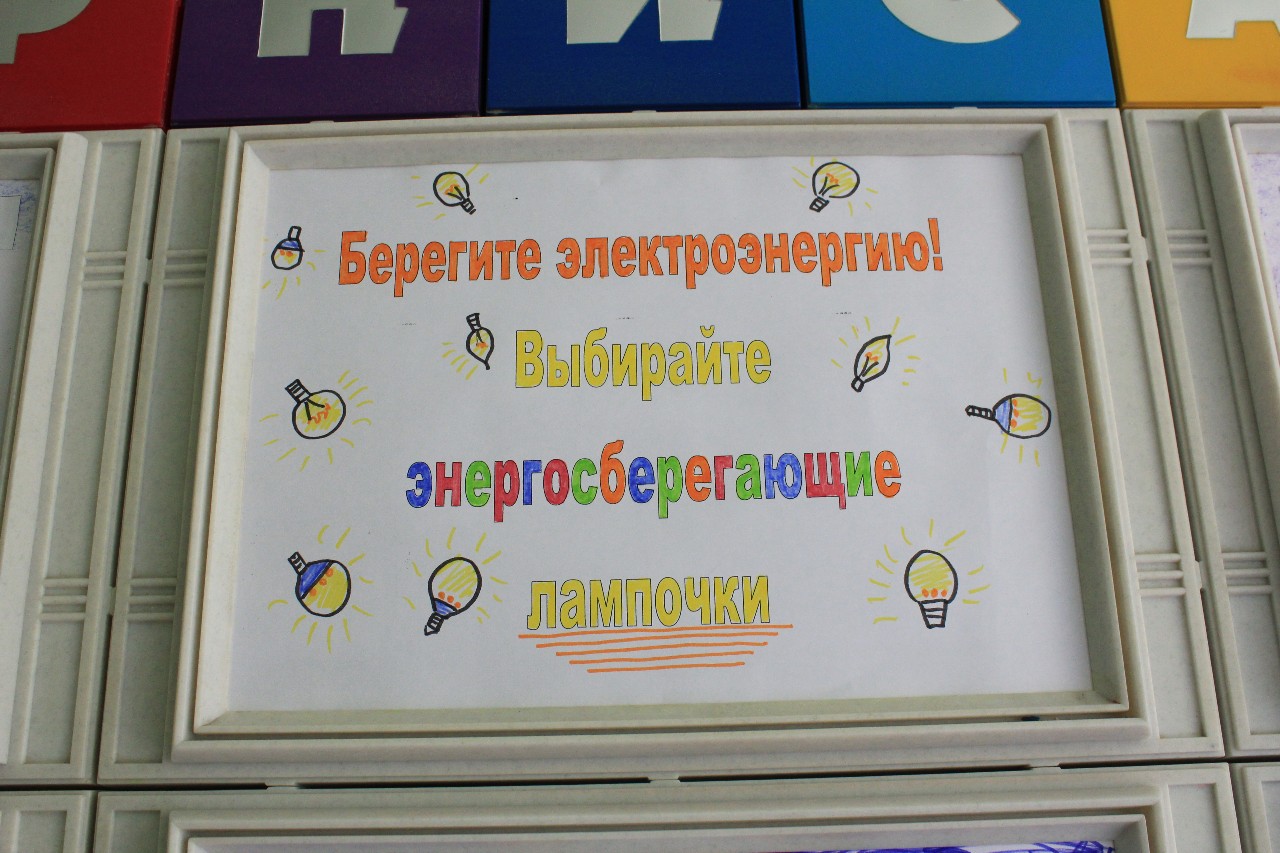 Берегите электроэнергию!
Выбирайте
энергосберегающие
лампочки